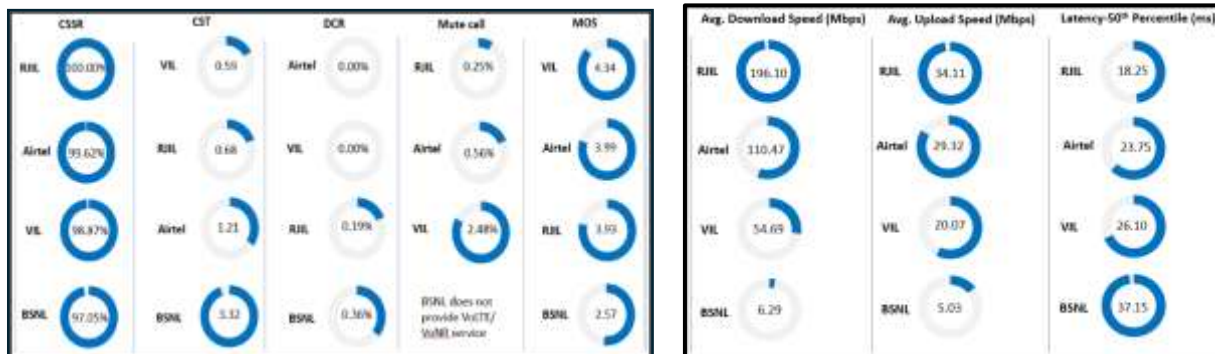 CSSR CST DCR Mute call MOS
RJIL 100.00% VIL 0.59 Airtel 0.00% RJIL 0.25% VIL 4.34
Airtel 99.62% RJIL 0.68 VIL 0.00% Airtel 0.56% Airtel 3.99
VIL 98.87% Airtel 1.21 RJIL 0.19% VIL 2.48% RJIL 3.93
BSNL 97.05% BSNL 0.36% BSNL does not
provide VoLTE/
VoNR service
BSNL 2.57
BSNL
Avg. Download Speed (Mbps) Avg. Upload Speed (Mbps) Latency-50th Percentile (ms)
RJIL 196.10 RJIL 34.11 RJIL 18.25
Airtel 110.47 Airtel 29.12 Airtel 23.75
VIL 54.69 VIL 20.07 VIL 26.10
BSNL 6.29 BSNL 5.03 BSNL 37.15